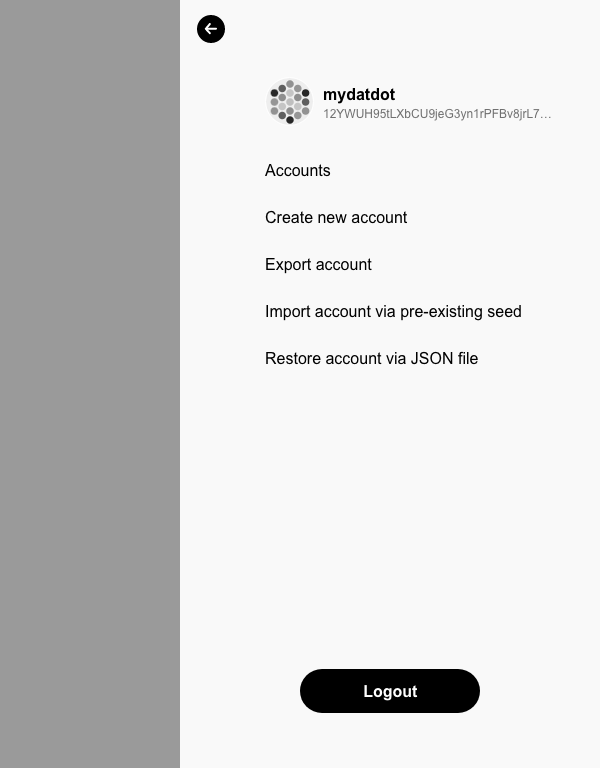 mydatdot
12YWUH95tLXbCU9jeG3yn1rPFBv8jrL7...
Accounts
Create new account
Export account
Import account via pre-existing seed
Restore account via JSON file
Logout